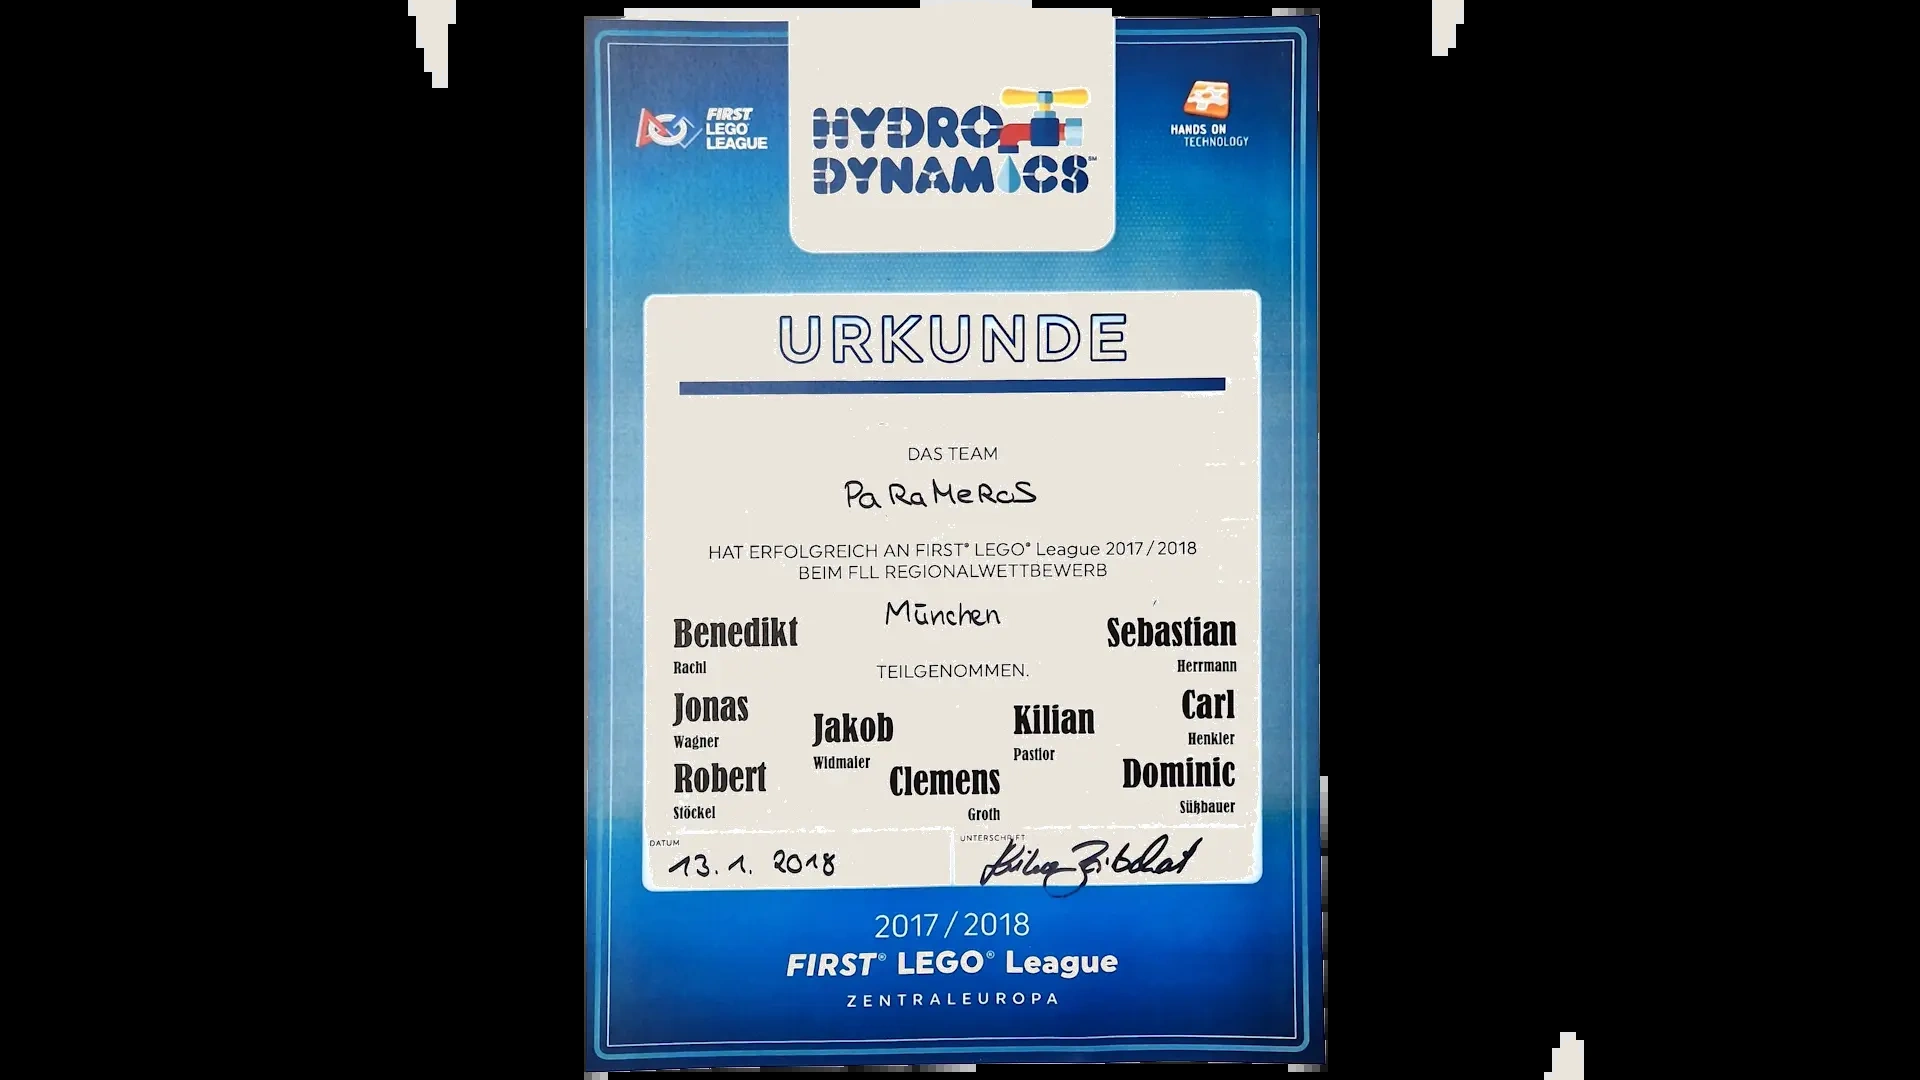 FIRST
LEGO
LEAGUE
HYDRO
DYNAMICS℠
HANDS ON
TECHNOLOGY
URKUNDE
DAS TEAM
PaRaMeRoS
HAT ERFOLGREICH AN FIRST® LEGO® League 2017/2018
BEIM FLL REGIONALWETTBEWERB
München
TEILGENOMMEN.
Benedikt
Rachl
Jonas
Wagner
Robert
Stöckel
Jakob
Widmaier
Clemens
Groth
Kilian
Pastior
Sebastian
Herrmann
Carl
Henkler
Dominic
Süßbauer
DATUM
13.1.2018
UNTERSCHRIFT
2017/2018
FIRST® LEGO® League
ZENTRALEUROPA